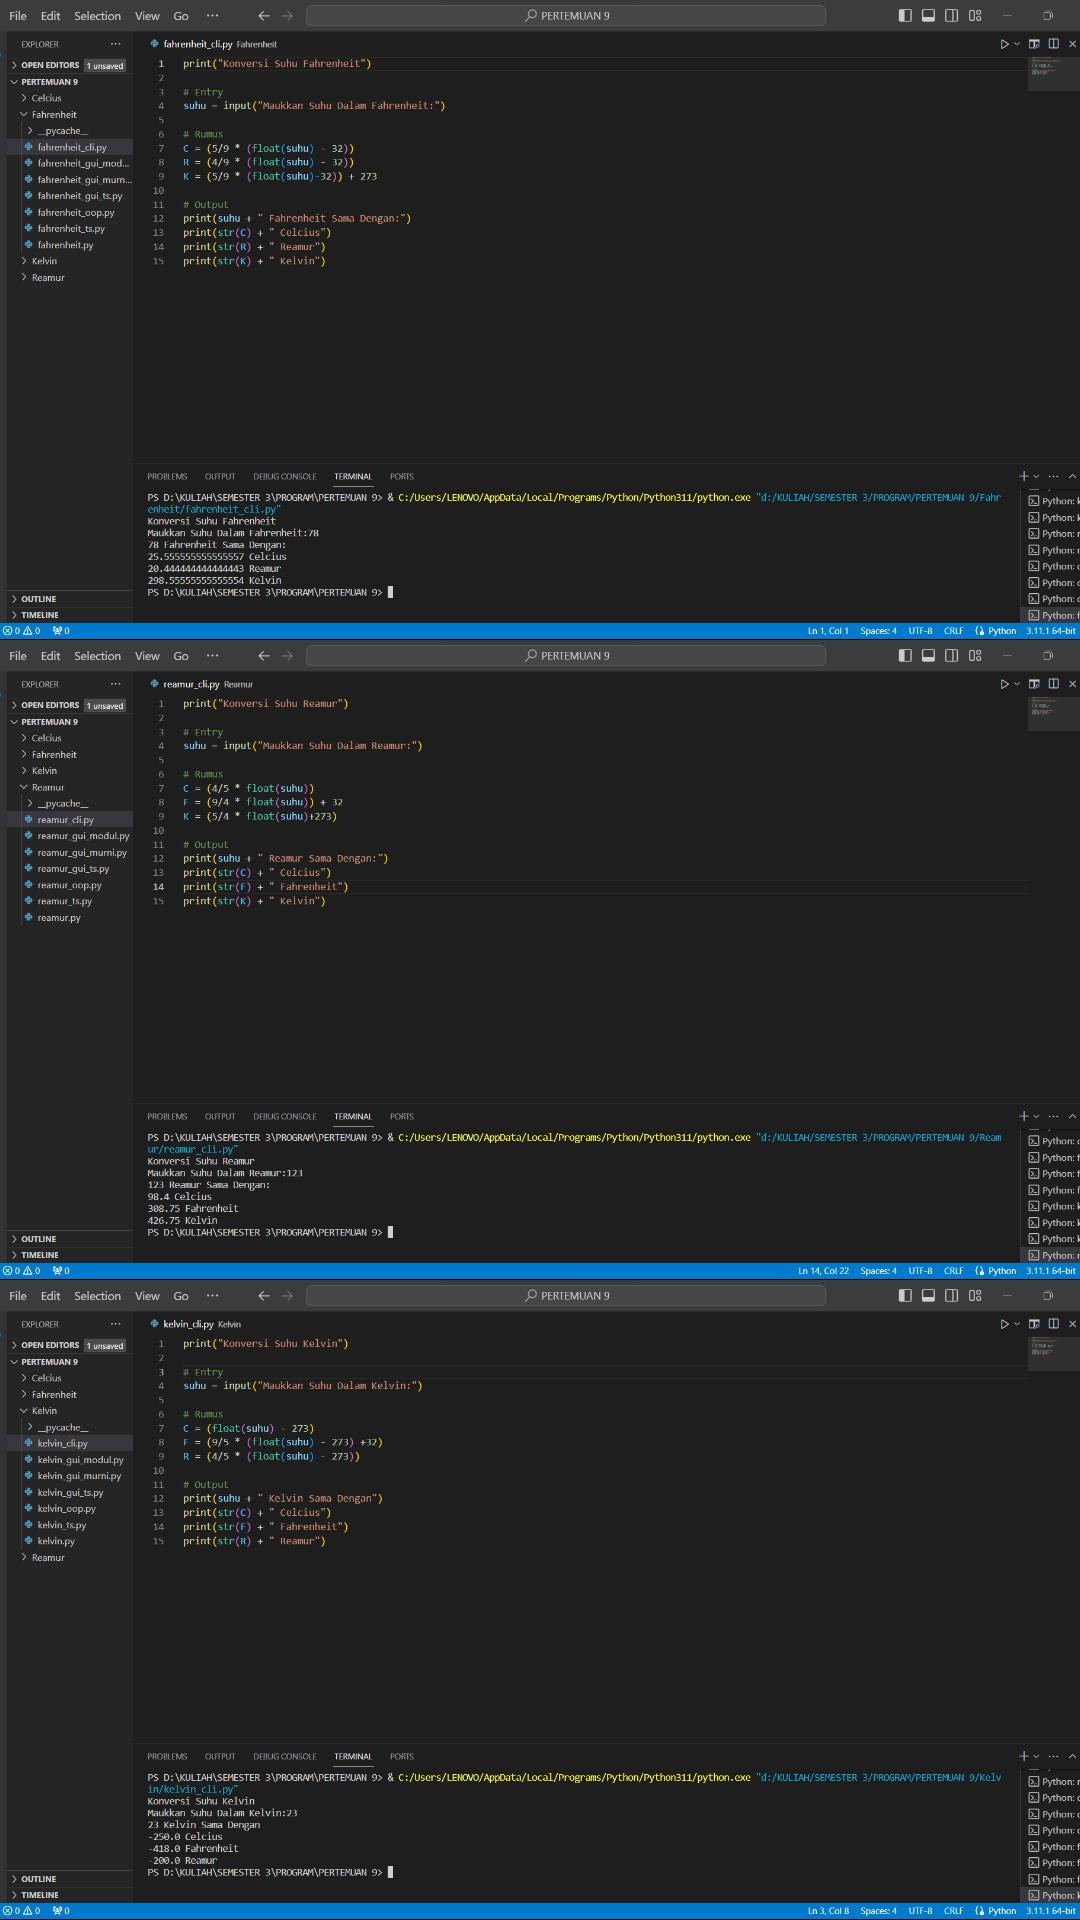 File Edit Selection View Go ··· ← → PERTEMUAN 9
EXPLORER ···
OPEN EDITORS 1 unsaved
PERTEMUAN 9
Celcius
Fahrenheit
__pycache__
fahrenheit_cli.py
fahrenheit_gui_mod...
fahrenheit_gui_murn...
fahrenheit_gui_ts.py
fahrenheit_oop.py
fahrenheit_ts.py
fahrenheit.py
Kelvin
Reamur
OUTLINE
TIMELINE
fahrenheit_cli.py Fahrenheit
1 print("Konversi Suhu Fahrenheit")
2
3 # Entry
4 suhu = input("Maukkan Suhu Dalam Fahrenheit:")
5
6 # Rumus
7 C = (5/9 * (float(suhu) - 32))
8 R = (4/9 * (float(suhu) - 32))
9 K = (5/9 * (float(suhu)-32)) + 273
10
11 # Output
12 print(suhu + " Fahrenheit Sama Dengan:")
13 print(str(C) + " Celcius")
14 print(str(R) + " Reamur")
15 print(str(K) + " Kelvin")
PROBLEMS OUTPUT DEBUG CONSOLE TERMINAL PORTS
PS D:\KULIAH\SEMESTER 3\PROGRAM\PERTEMUAN 9> & C:/Users/LENOVO/AppData/Local/Programs/Python/Python311/python.exe "d:/KULIAH/SEMESTER 3/PROGRAM/PERTEMUAN 9/Fahr
enheit/fahrenheit_cli.py"
Konversi Suhu Fahrenheit
Maukkan Suhu Dalam Fahrenheit:78
78 Fahrenheit Sama Dengan:
25.555555555555557 Celcius
20.444444444444443 Reamur
298.55555555555554 Kelvin
PS D:\KULIAH\SEMESTER 3\PROGRAM\PERTEMUAN 9>
Python: k
Python: k
Python: r
Python: r
Python: c
Python: c
Python: c
Python: f
0 0 0 Ln 1, Col 1 Spaces: 4 UTF-8 CRLF Python 3.11.1 64-bit
File Edit Selection View Go ··· ← → PERTEMUAN 9
EXPLORER ···
OPEN EDITORS 1 unsaved
PERTEMUAN 9
Celcius
Fahrenheit
Kelvin
Reamur
__pycache__
reamur_cli.py
reamur_gui_modul.py
reamur_gui_murni.py
reamur_gui_ts.py
reamur_oop.py
reamur_ts.py
reamur.py
OUTLINE
TIMELINE
reamur_cli.py Reamur
1 print("Konversi Suhu Reamur")
2
3 # Entry
4 suhu = input("Maukkan Suhu Dalam Reamur:")
5
6 # Rumus
7 C = (4/5 * float(suhu))
8 F = (9/4 * float(suhu)) + 32
9 K = (5/4 * float(suhu)+273)
10
11 # Output
12 print(suhu + " Reamur Sama Dengan:")
13 print(str(C) + " Celcius")
14 print(str(F) + " Fahrenheit")
15 print(str(K) + " Kelvin")
PROBLEMS OUTPUT DEBUG CONSOLE TERMINAL PORTS
PS D:\KULIAH\SEMESTER 3\PROGRAM\PERTEMUAN 9> & C:/Users/LENOVO/AppData/Local/Programs/Python/Python311/python.exe "d:/KULIAH/SEMESTER 3/PROGRAM/PERTEMUAN 9/Ream
ur/reamur_cli.py"
Konversi Suhu Reamur
Maukkan Suhu Dalam Reamur:123
123 Reamur Sama Dengan:
98.4 Celcius
308.75 Fahrenheit
426.75 Kelvin
PS D:\KULIAH\SEMESTER 3\PROGRAM\PERTEMUAN 9>
Python: c
Python: c
Python: f
Python: f
Python: k
Python: k
Python: k
Python: r
0 0 0 Ln 14, Col 22 Spaces: 4 UTF-8 CRLF Python 3.11.1 64-bit
File Edit Selection View Go ··· ← → PERTEMUAN 9
EXPLORER ···
OPEN EDITORS 1 unsaved
PERTEMUAN 9
Celcius
Fahrenheit
Kelvin
__pycache__
kelvin_cli.py
kelvin_gui_modul.py
kelvin_gui_murni.py
kelvin_gui_ts.py
kelvin_oop.py
kelvin_ts.py
kelvin.py
Reamur
OUTLINE
TIMELINE
kelvin_cli.py Kelvin
1 print("Konversi Suhu Kelvin")
2
3 # Entry
4 suhu = input("Maukkan Suhu Dalam Kelvin:")
5
6 # Rumus
7 C = (float(suhu) - 273)
8 F = (9/5 * (float(suhu) - 273) +32)
9 R = (4/5 * (float(suhu) - 273))
10
11 # Output
12 print(suhu + " Kelvin Sama Dengan")
13 print(str(C) + " Celcius")
14 print(str(F) + " Fahrenheit")
15 print(str(R) + " Reamur")
PROBLEMS OUTPUT DEBUG CONSOLE TERMINAL PORTS
PS D:\KULIAH\SEMESTER 3\PROGRAM\PERTEMUAN 9> & C:/Users/LENOVO/AppData/Local/Programs/Python/Python311/python.exe "d:/KULIAH/SEMESTER 3/PROGRAM/PERTEMUAN 9/Kelv
in/kelvin_cli.py"
Konversi Suhu Kelvin
Maukkan Suhu Dalam Kelvin:23
23 Kelvin Sama Dengan
-250.0 Celcius
-418.0 Fahrenheit
-200.0 Reamur
PS D:\KULIAH\SEMESTER 3\PROGRAM\PERTEMUAN 9>
Python: r
Python: c
Python: c
Python: c
Python: f
Python: f
Python: f
Python: k
0 0 0 Ln 3, Col 8 Spaces: 4 UTF-8 CRLF Python 3.11.1 64-bit